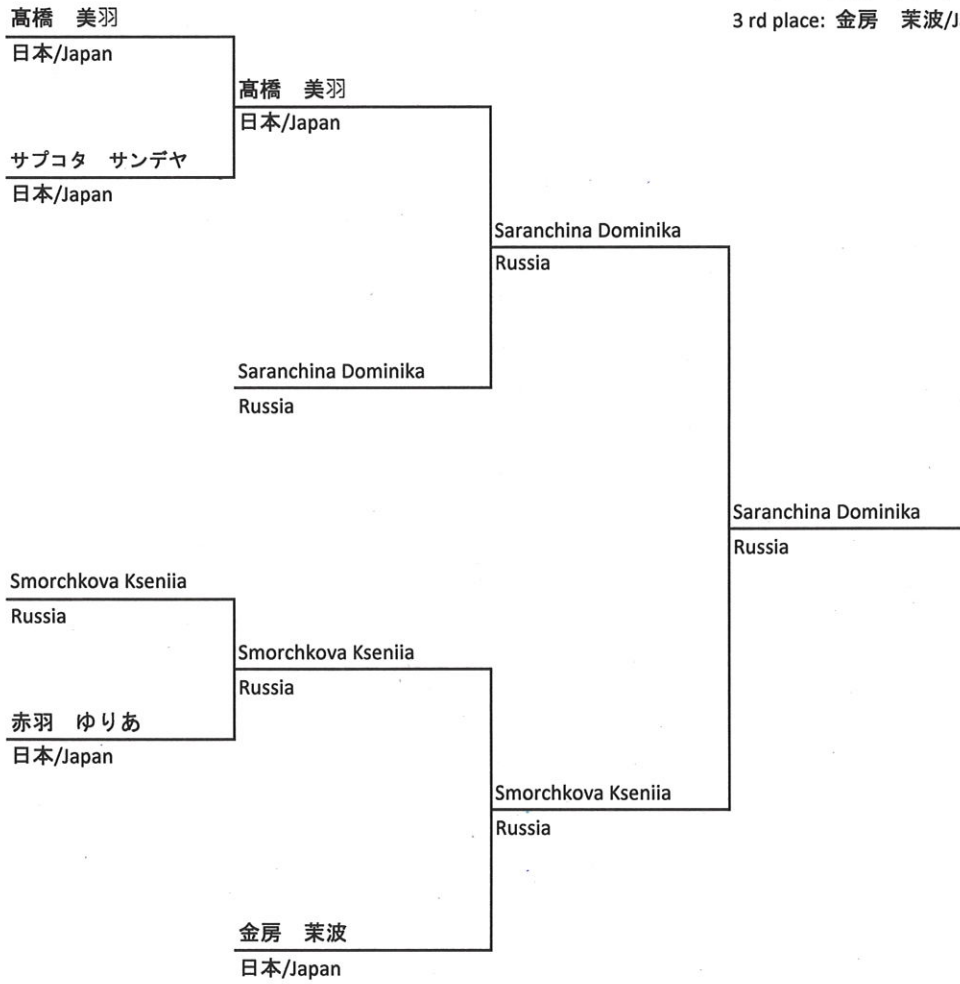 髙橋　美羽
日本/Japan
3 rd place: 金房　茉波/J
髙橋　美羽
日本/Japan
サプコタ　サンデヤ
日本/Japan
Saranchina Dominika
Russia
Saranchina Dominika
Russia
Saranchina Dominika
Russia
Smorchkova Kseniia
Russia
Smorchkova Kseniia
Russia
赤羽　ゆりあ
日本/Japan
Smorchkova Kseniia
Russia
金房　茉波
日本/Japan